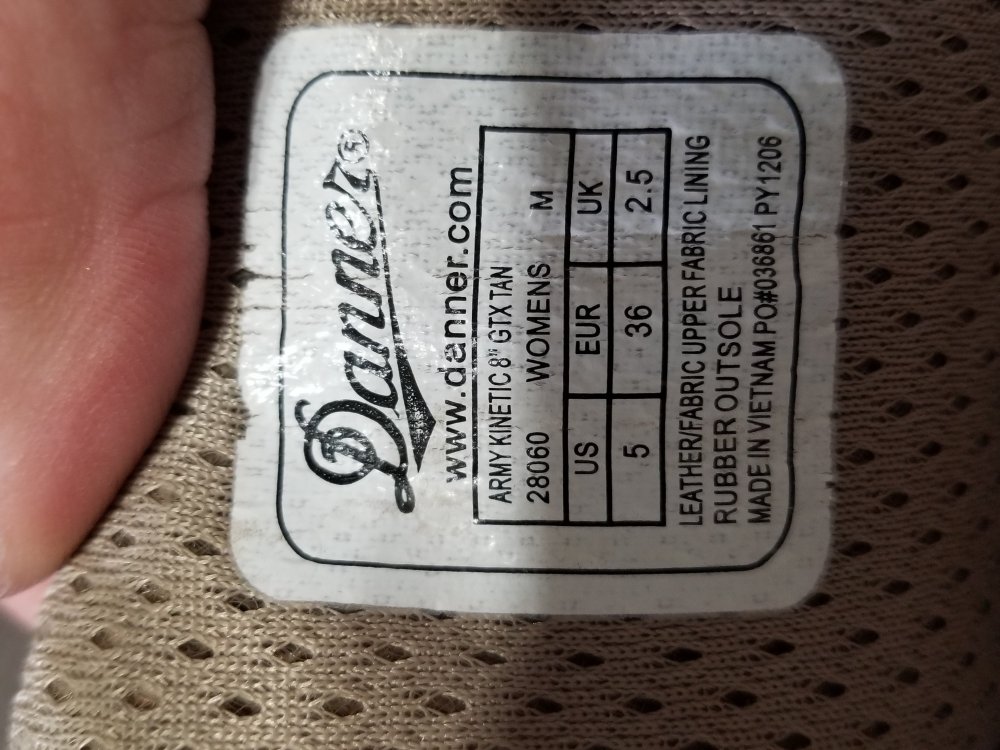 Danner®
www.danner.com
ARMY KINETIC 8" GTX TAN
28060 WOMENS M
US EUR UK
5 36 2.5
LEATHER/FABRIC UPPER FABRIC LINING
RUBBER OUTSOLE
MADE IN VIETNAM PO#036861 PY1206